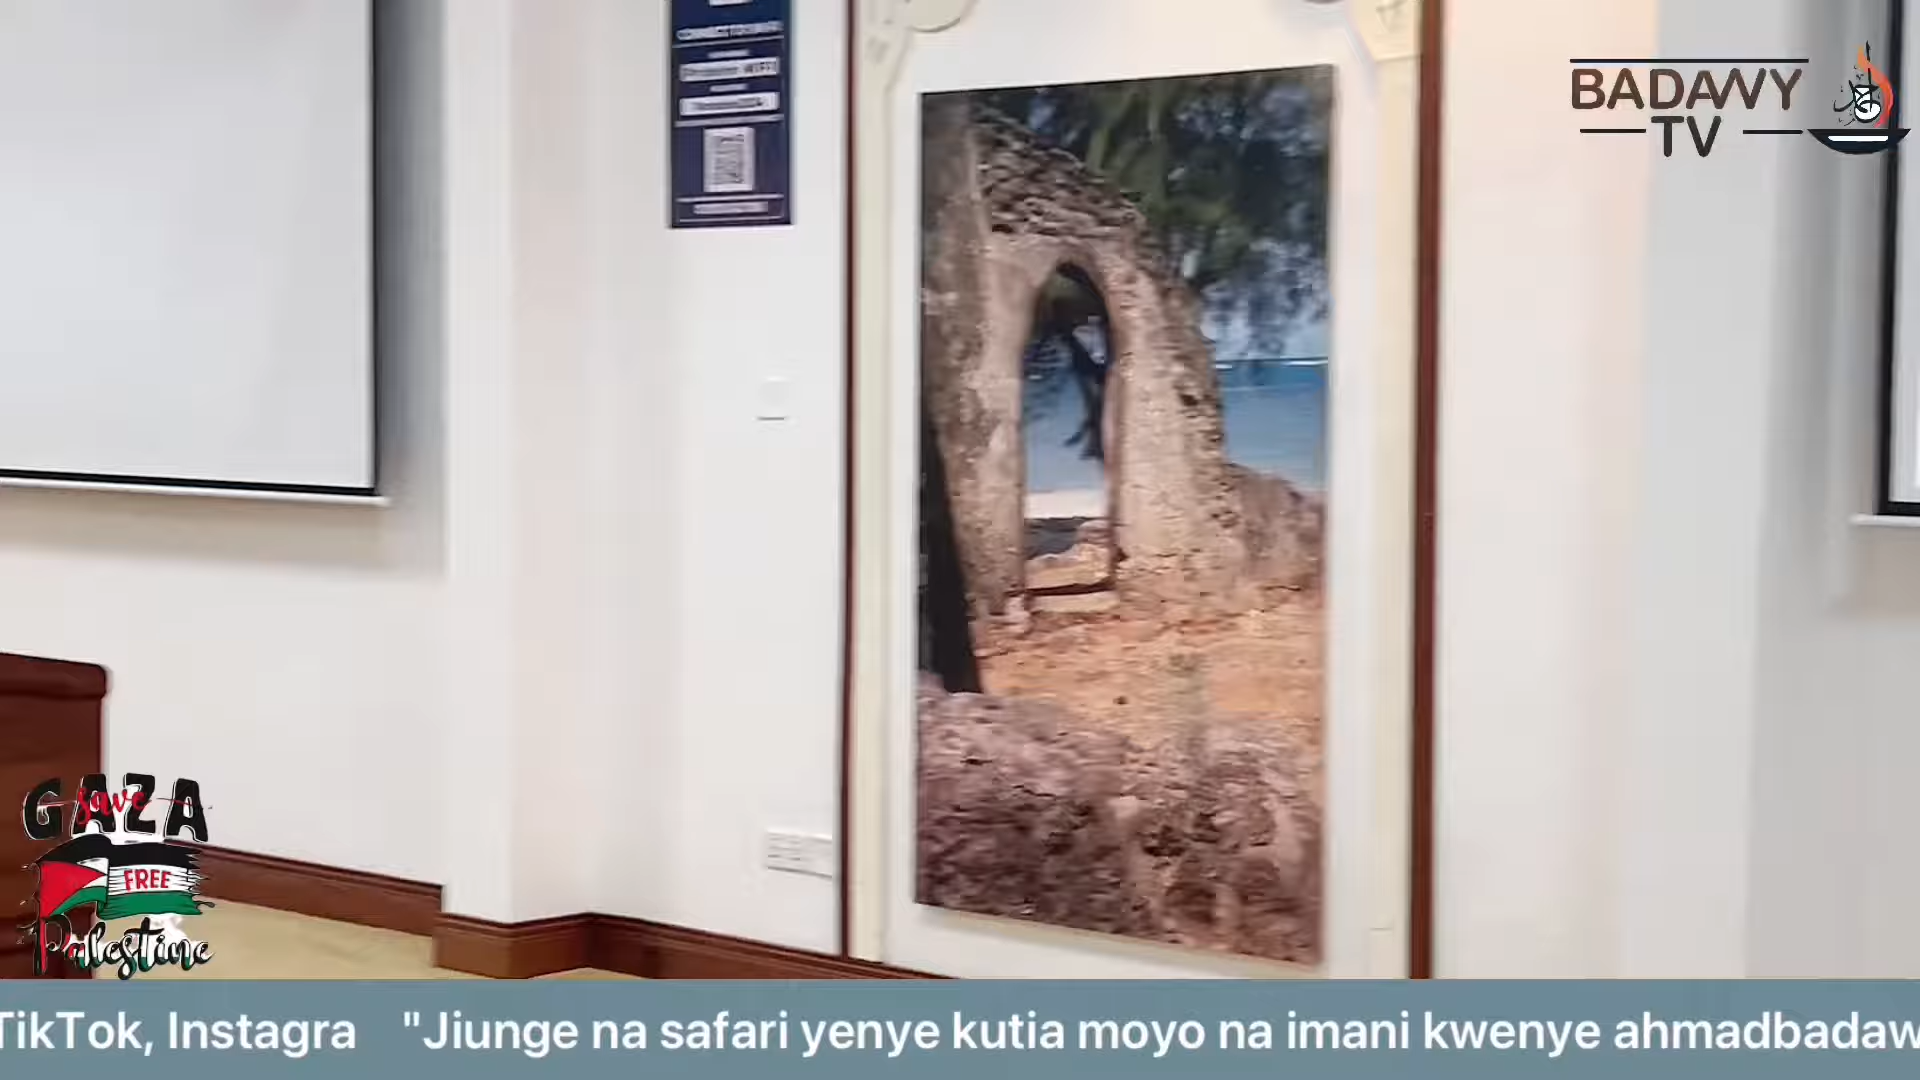 BADAWY
TV
GAZA
save
FREE
Palestine
TikTok, Instagra "Jiunge na safari yenye kutia moyo na imani kwenye ahmadbadaw